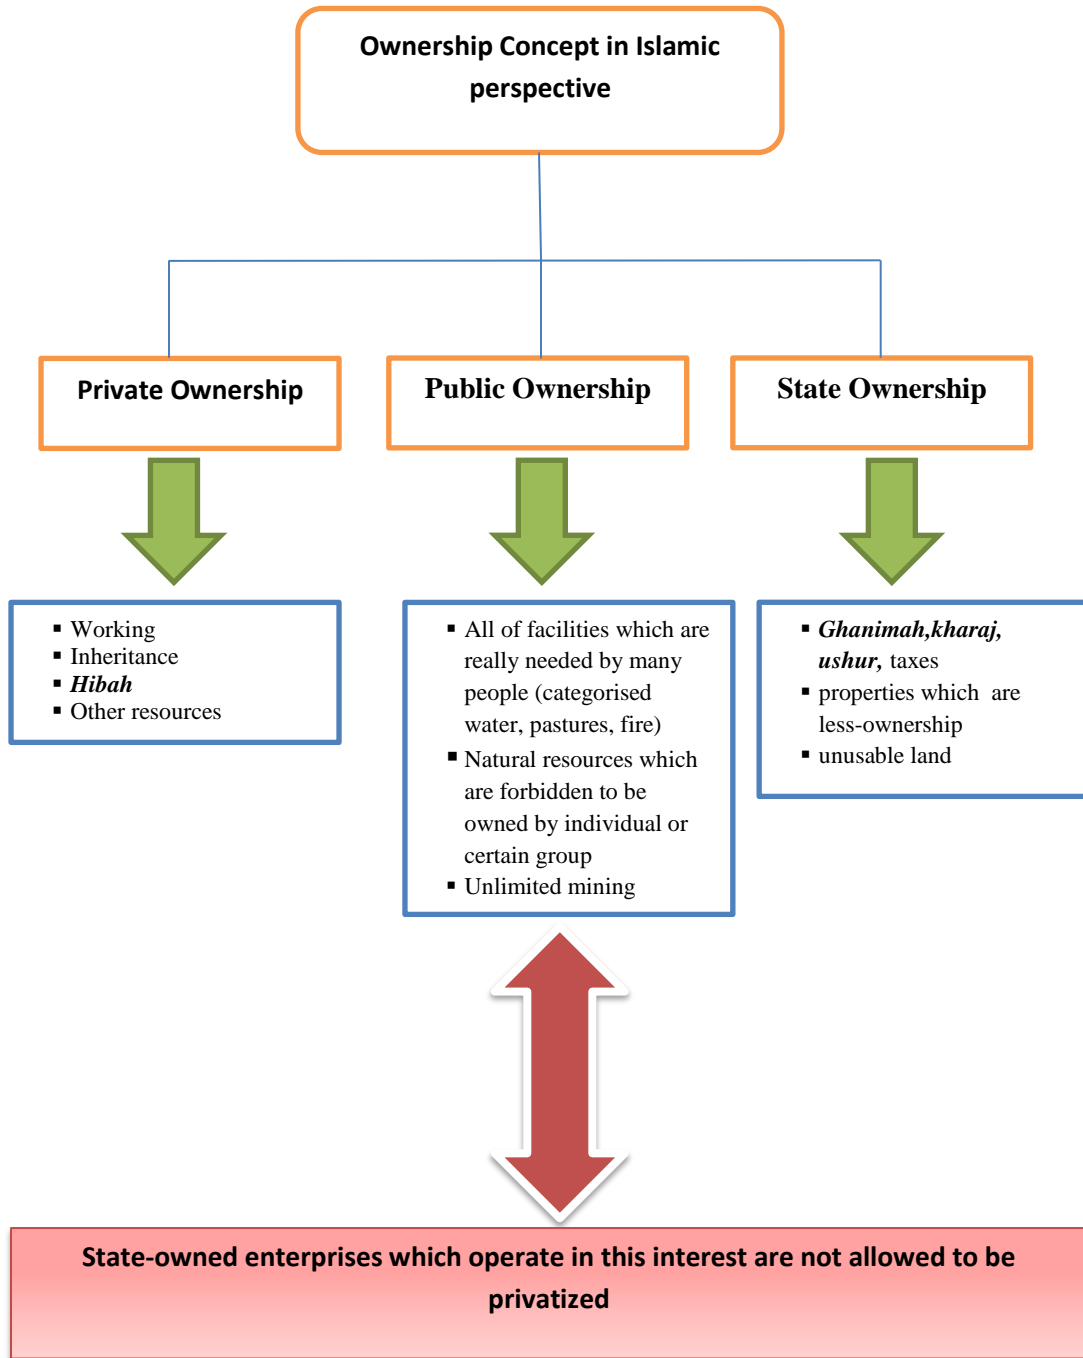 Ownership Concept in Islamic
perspective
Private Ownership
Public Ownership
State Ownership
▪ Working
▪ Inheritance
▪ Hibah
▪ Other resources
▪ All of facilities which are
really needed by many
people (categorised
water, pastures, fire)
▪ Natural resources which
are forbidden to be
owned by individual or
certain group
▪ Unlimited mining
▪ Ghanimah,kharaj,
ushur, taxes
▪ properties which are
less-ownership
▪ unusable land
State-owned enterprises which operate in this interest are not allowed to be
privatized